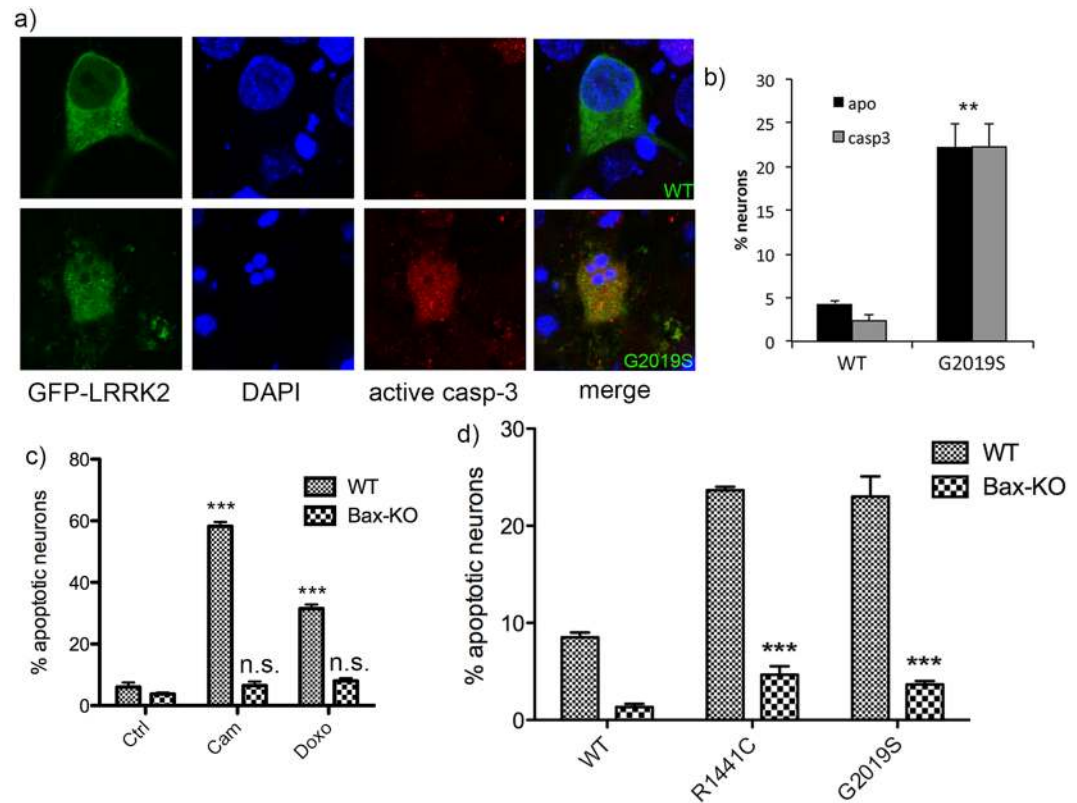 a)
WT
G2019S
GFP-LRRK2 DAPI active casp-3 merge
b)
30
25
20
15
10
5
0
% neurons
apo
casp3
**
WT G2019S
c)
80
60
40
20
0
% apoptotic neurons
WT
Bax-KO
***
n.s.
***
n.s.
Ctrl Cam Doxo
d)
30
20
10
0
% apoptotic neurons
WT
Bax-KO
***
***
WT R1441C G2019S